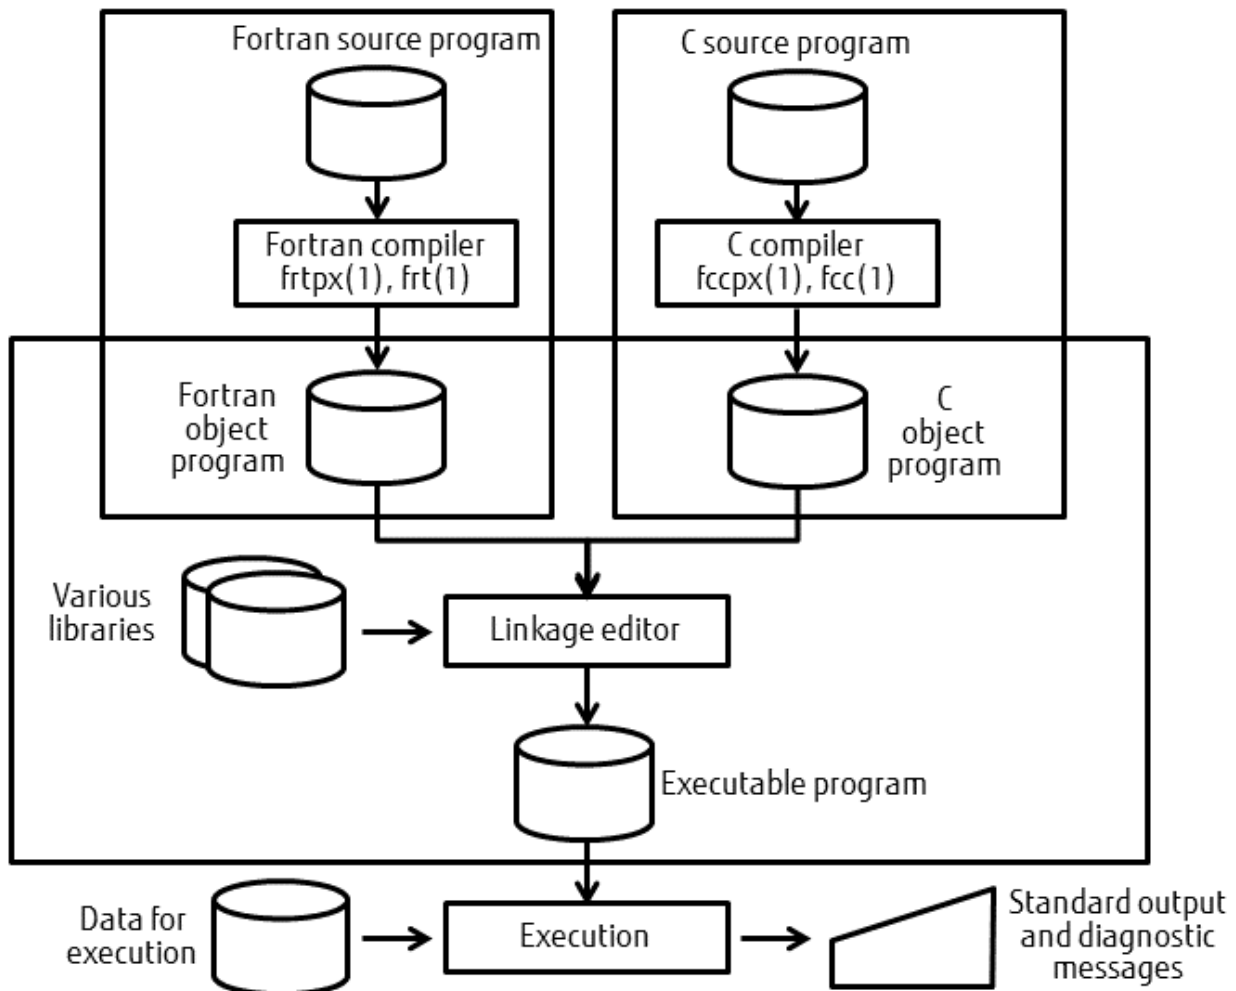 Fortran source program
C source program
Fortran compiler
frtpx(1), frt(1)
C compiler
fccpx(1), fcc(1)
Fortran
object
program
C
object
program
Various
libraries
Linkage editor
Executable program
Data for
execution
Execution
Standard output
and diagnostic
messages